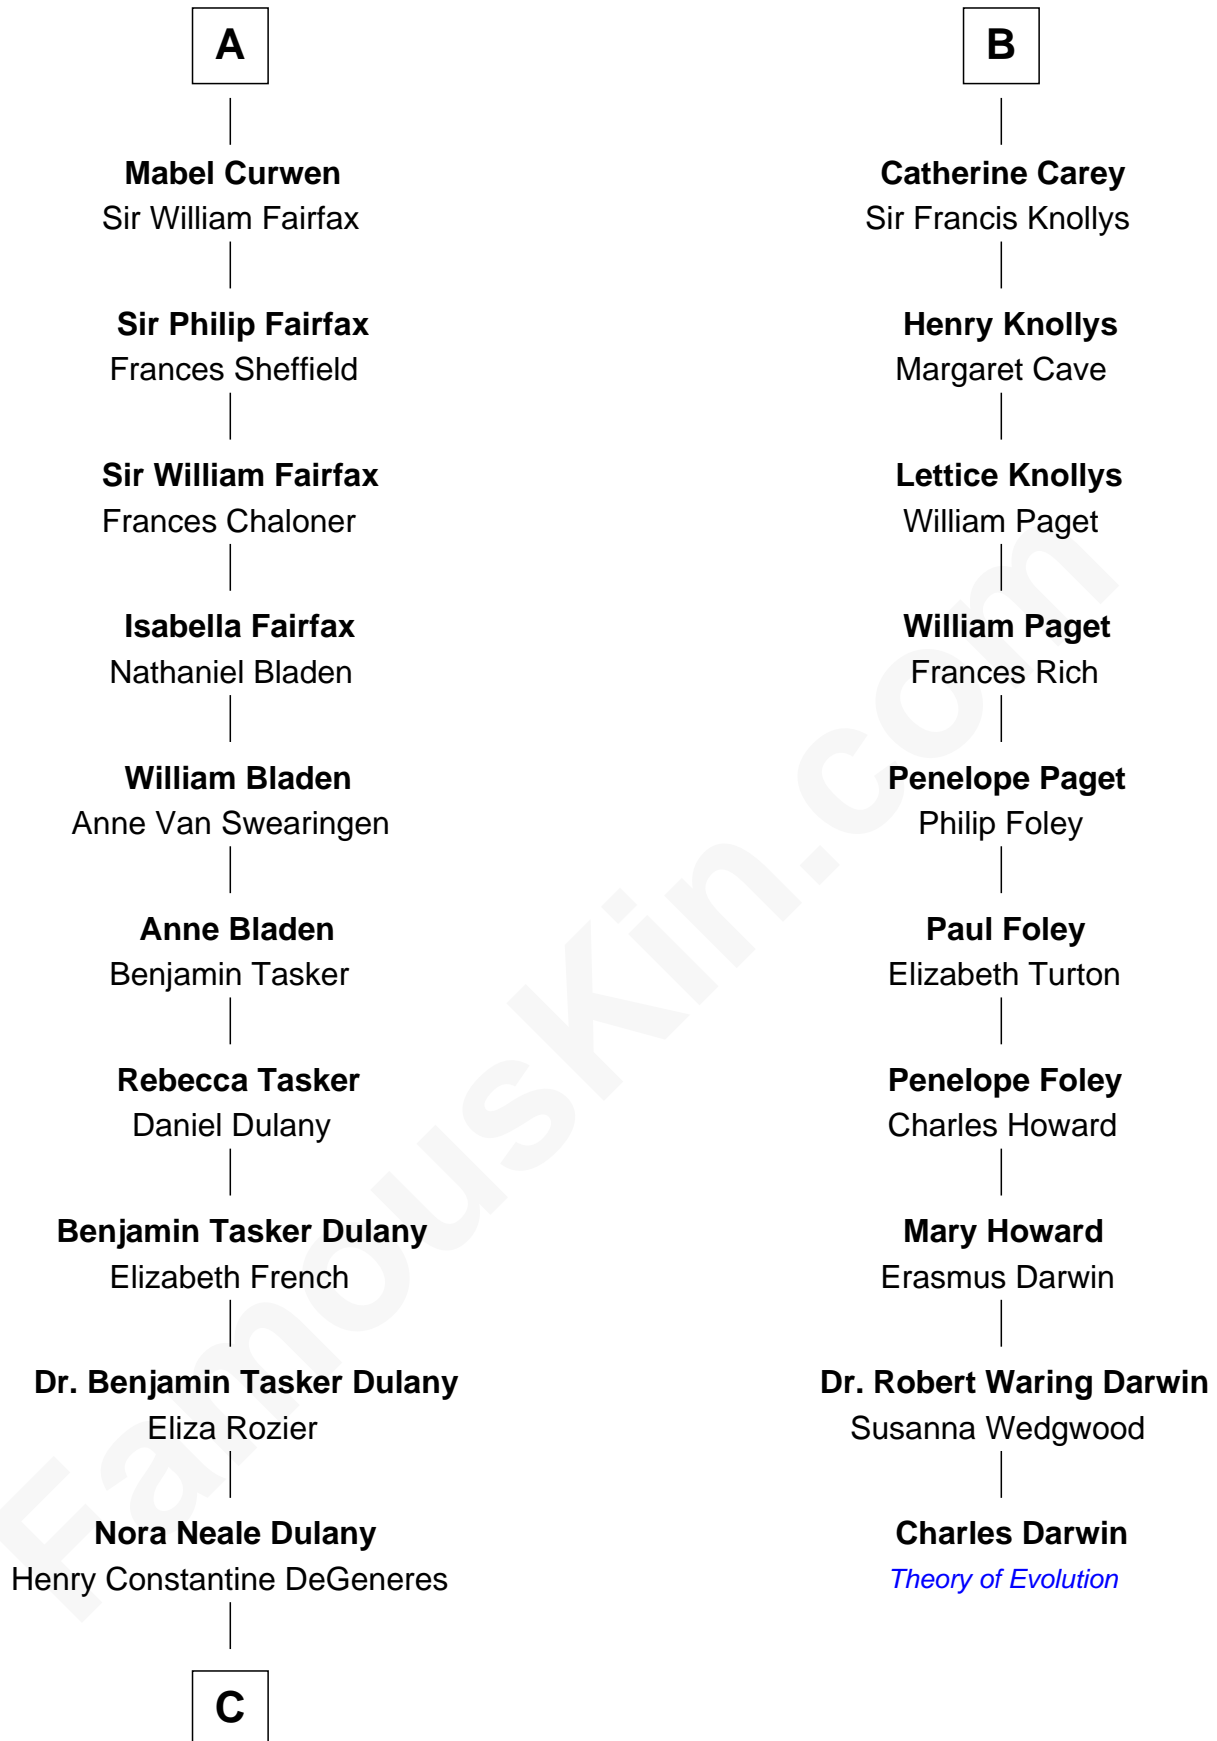 A
Mabel Curwen
Sir William Fairfax
Sir Philip Fairfax
Frances Sheffield
Sir William Fairfax
Frances Chaloner
Isabella Fairfax
Nathaniel Bladen
William Bladen
Anne Van Swearingen
Anne Bladen
Benjamin Tasker
Rebecca Tasker
Daniel Dulany
Benjamin Tasker Dulany
Elizabeth French
Dr. Benjamin Tasker Dulany
Eliza Rozier
Nora Neale Dulany
Henry Constantine DeGeneres
C
B
Catherine Carey
Sir Francis Knollys
Henry Knollys
Margaret Cave
Lettice Knollys
William Paget
William Paget
Frances Rich
Penelope Paget
Philip Foley
Paul Foley
Elizabeth Turton
Penelope Foley
Charles Howard
Mary Howard
Erasmus Darwin
Dr. Robert Waring Darwin
Susanna Wedgwood
Charles Darwin
Theory of Evolution
FamousKin.com